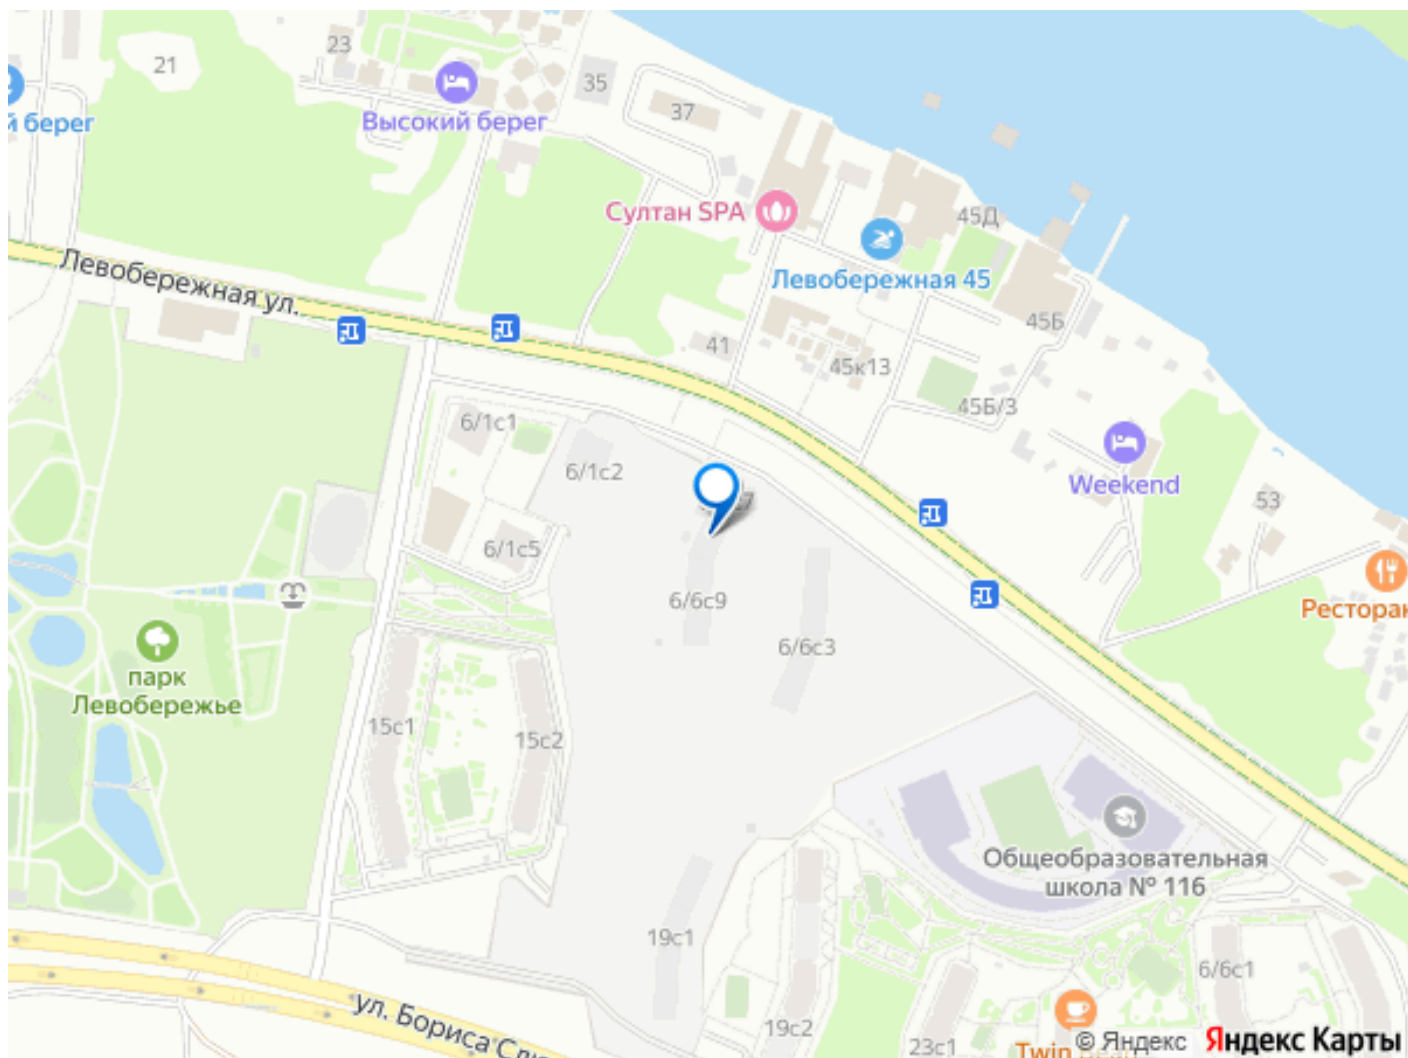 21
23
35
37
й берег
Высокий берег
Султан SPA
45Д
Левобережная 45
Левобережная ул.
45Б
41
45к13
45Б/3
6/1с1
6/1с2
Weekend
53
6/1с5
6/6с9
6/6с3
Ресторан
парк
Левобережье
15с1
15с2
Общеобразовательная
школа № 116
19с1
6/6с1
ул. Бориса
19с2
23с1
Twin
© Яндекс
Яндекс Карты